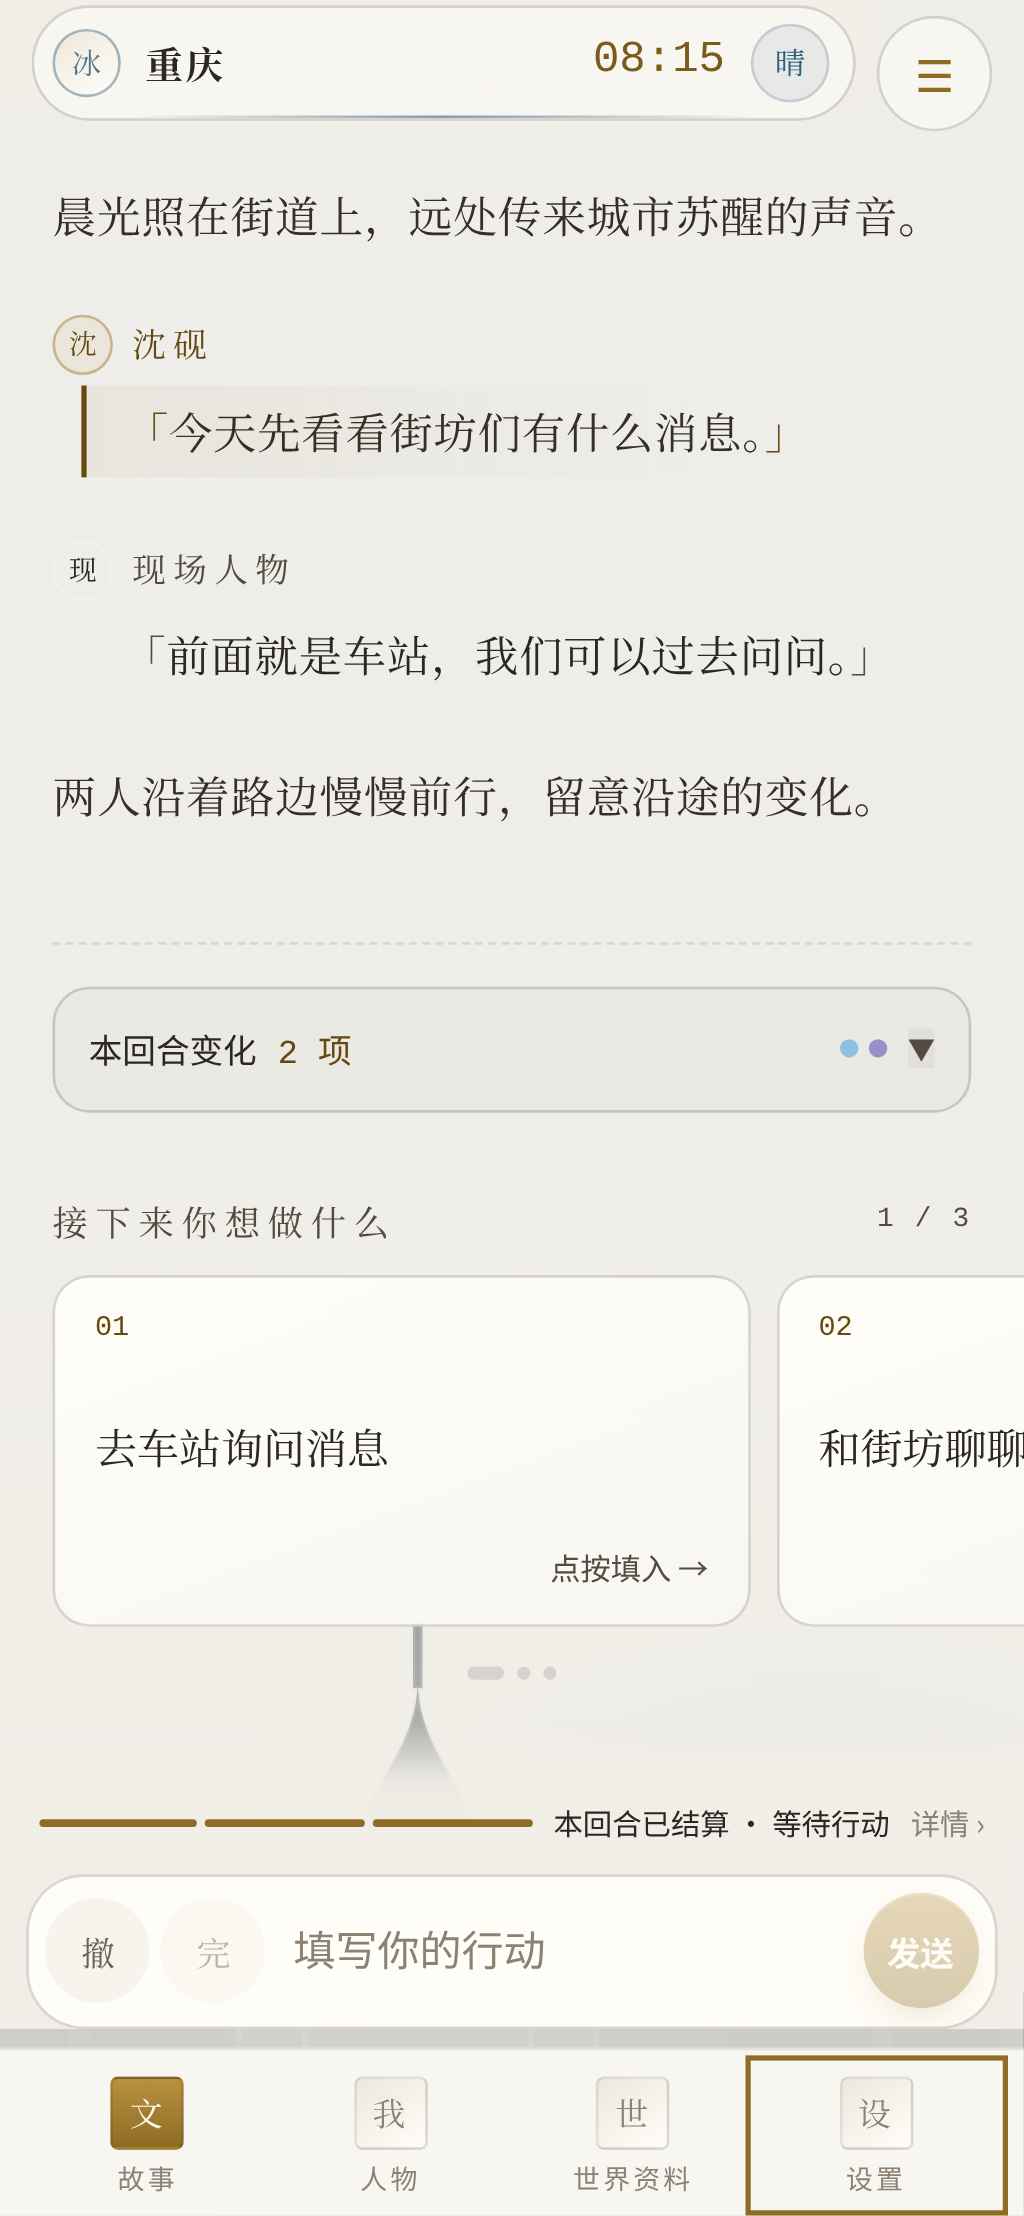 冰 重庆 08:15 晴 ☰
晨光照在街道上，远处传来城市苏醒的声音。
沈 沈砚
「今天先看看街坊们有什么消息。」
现 现场人物
「前面就是车站，我们可以过去问问。」
两人沿着路边慢慢前行，留意沿途的变化。
本回合变化 2 项 ▼
接下来你想做什么 1 / 3
01
去车站询问消息
点按填入 →
02
和街坊聊聊
本回合已结算 · 等待行动 详情 ›
撤 完 填写你的行动 发送
文 我 世 设
故事 人物 世界资料 设置